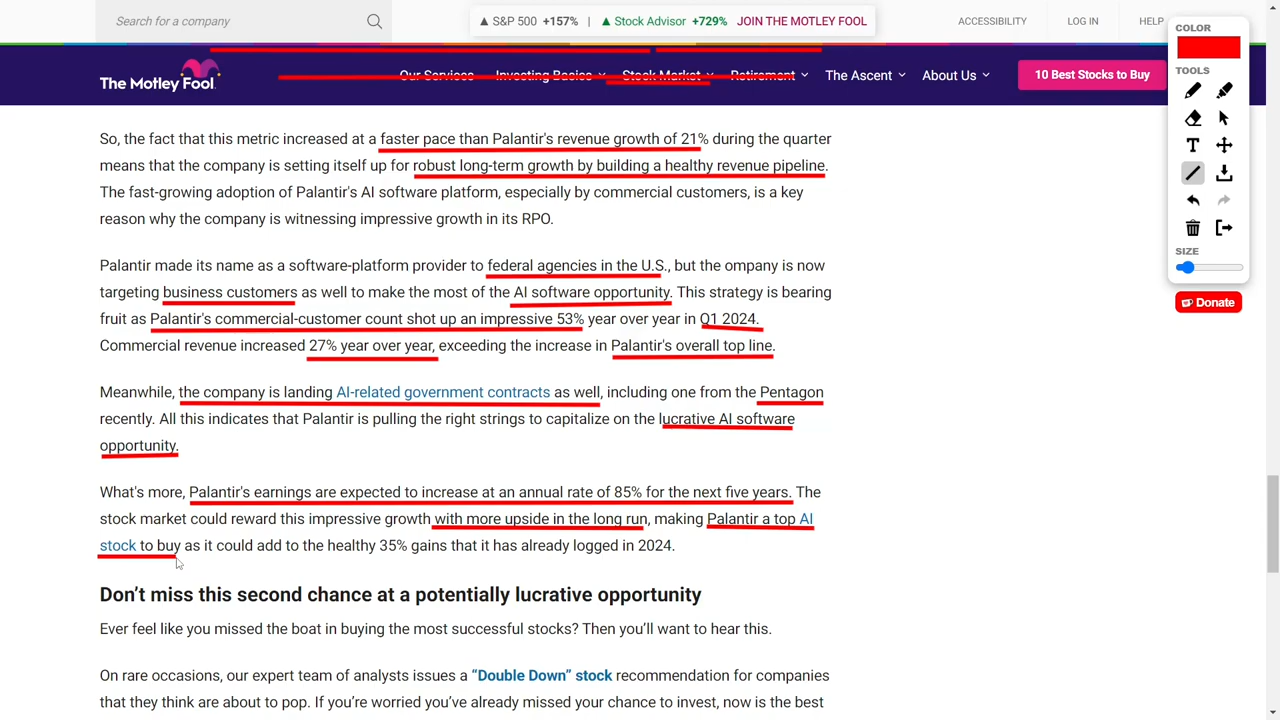 Search for a company
▲ S&P 500 +157% | ▲ Stock Advisor +729% JOIN THE MOTLEY FOOL
ACCESSIBILITY LOG IN HELP
The Motley Fool
Our Services Investing Basics Stock Market Retirement The Ascent About Us
10 Best Stocks to Buy
COLOR
TOOLS
T
SIZE
Donate
So, the fact that this metric increased at a faster pace than Palantir's revenue growth of 21% during the quarter
means that the company is setting itself up for robust long-term growth by building a healthy revenue pipeline.
The fast-growing adoption of Palantir's AI software platform, especially by commercial customers, is a key
reason why the company is witnessing impressive growth in its RPO.
Palantir made its name as a software-platform provider to federal agencies in the U.S., but the ompany is now
targeting business customers as well to make the most of the AI software opportunity. This strategy is bearing
fruit as Palantir's commercial-customer count shot up an impressive 53% year over year in Q1 2024.
Commercial revenue increased 27% year over year, exceeding the increase in Palantir's overall top line.
Meanwhile, the company is landing AI-related government contracts as well, including one from the Pentagon
recently. All this indicates that Palantir is pulling the right strings to capitalize on the lucrative AI software
opportunity.
What's more, Palantir's earnings are expected to increase at an annual rate of 85% for the next five years. The
stock market could reward this impressive growth with more upside in the long run, making Palantir a top AI
stock to buy as it could add to the healthy 35% gains that it has already logged in 2024.
Don't miss this second chance at a potentially lucrative opportunity
Ever feel like you missed the boat in buying the most successful stocks? Then you'll want to hear this.
On rare occasions, our expert team of analysts issues a “Double Down” stock recommendation for companies
that they think are about to pop. If you're worried you've already missed your chance to invest, now is the best